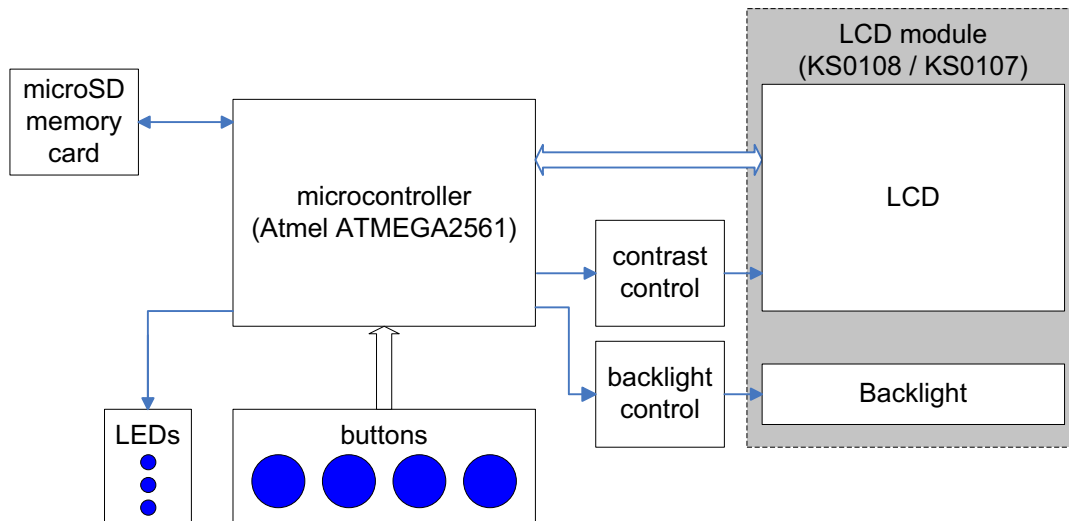 LCD module
(KS0108 / KS0107)
microSD
memory
card
microcontroller
(Atmel ATMEGA2561)
LCD
contrast
control
backlight
control
Backlight
LEDs
buttons